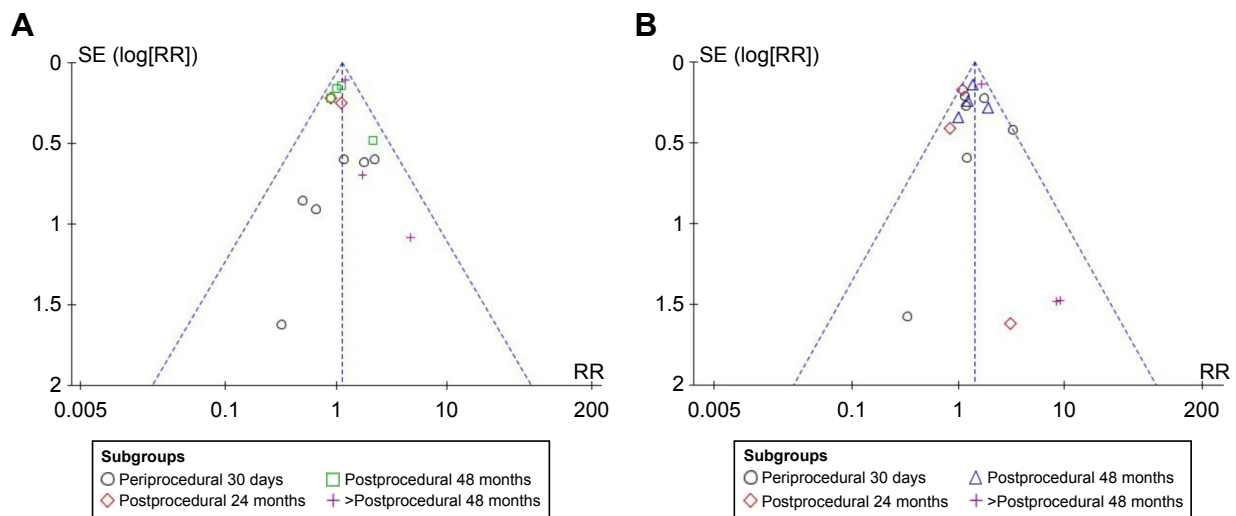 A
SE (log[RR])
0
0.5
1
1.5
2
RR
0.005 0.1 1 10 200
Subgroups
Periprocedural 30 days Postprocedural 48 months
Postprocedural 24 months >Postprocedural 48 months
B
SE (log[RR])
0
0.5
1
1.5
2
RR
0.005 0.1 1 10 200
Subgroups
Periprocedural 30 days Postprocedural 48 months
Postprocedural 24 months >Postprocedural 48 months